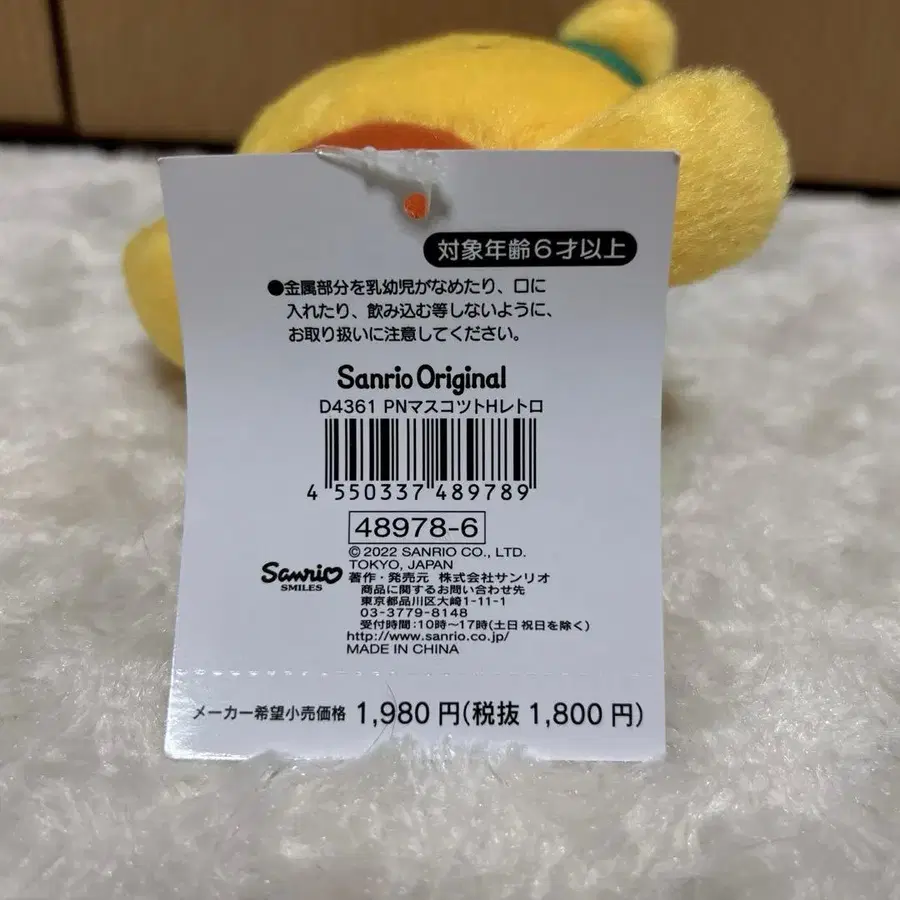 対象年齢6才以上
●金属部分を乳幼児がなめたり、口に
入れたり、飲み込む等しないように、
お取り扱いに注意してください。
Sanrio Original
D4361 PNマスコツトHレトロ
4 550337 489789
48978-6
© 2022 SANRIO CO., LTD.
TOKYO, JAPAN
Sanrio
SMILES
著作・発売元 株式会社サンリオ
商品に関するお問い合わせ先
東京都品川区大崎1-11-1
03-3779-8148
受付時間:10時〜17時(土日祝日を除く)
http://www.sanrio.co.jp/
MADE IN CHINA
メーカー希望小売価格 1,980 円(税抜 1,800 円)